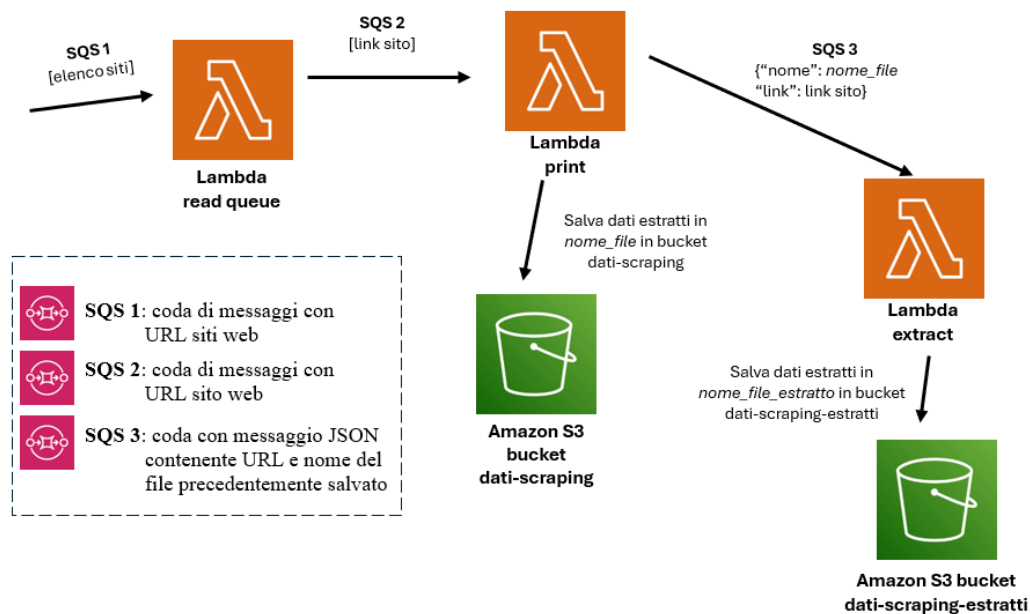 SQS 1
[elenco siti]
SQS 2
[link sito]
SQS 3
{“nome”: nome_file
“link”: link sito}
Lambda
read queue
Lambda
print
Salva dati estratti in
nome_file in bucket
dati-scraping
Lambda
extract
SQS 1: coda di messaggi con
URL siti web
SQS 2: coda di messaggi con
URL sito web
SQS 3: coda con messaggio JSON
contenente URL e nome del
file precedentemente salvato
Salva dati estratti in
nome_file_estratto in bucket
dati-scraping-estratti
Amazon S3
bucket
dati-scraping
Amazon S3 bucket
dati-scraping-estratti